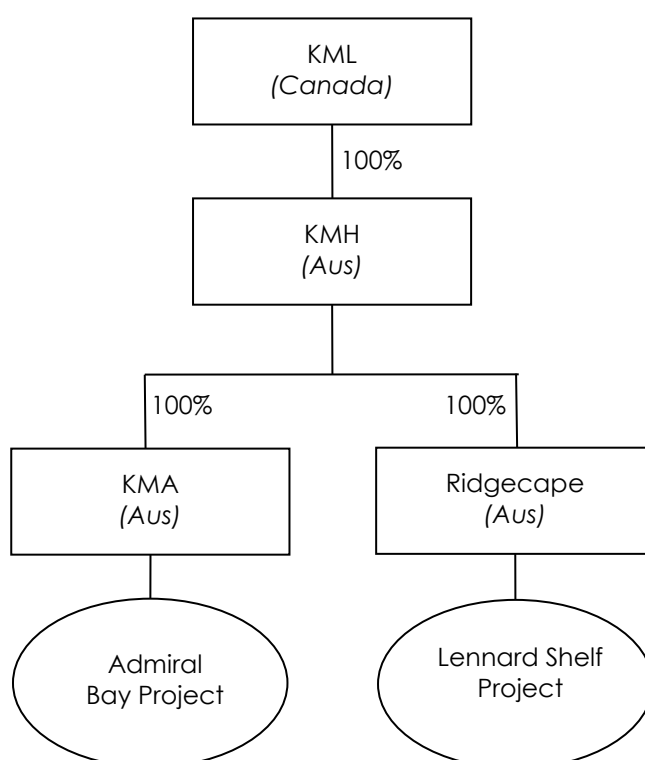 KML
(Canada)
100%
KMH
(Aus)
100%
100%
KMA
(Aus)
Ridgecape
(Aus)
Admiral
Bay Project
Lennard Shelf
Project